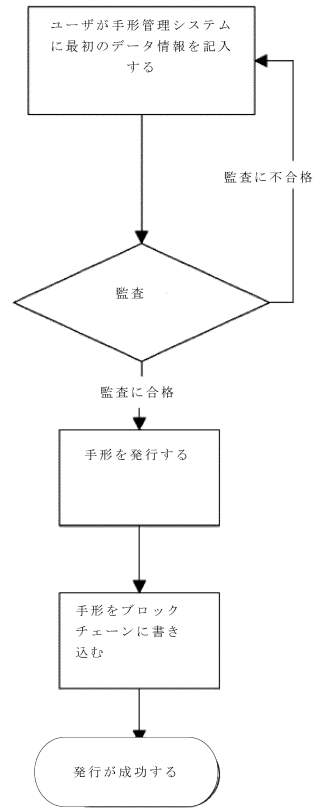 ユーザが手形管理システム
に最初のデータ情報を記入
する
監査に不合格
監査
監査に合格
手形を発行する
手形をブロック
チェーンに書き
込む
発行が成功する